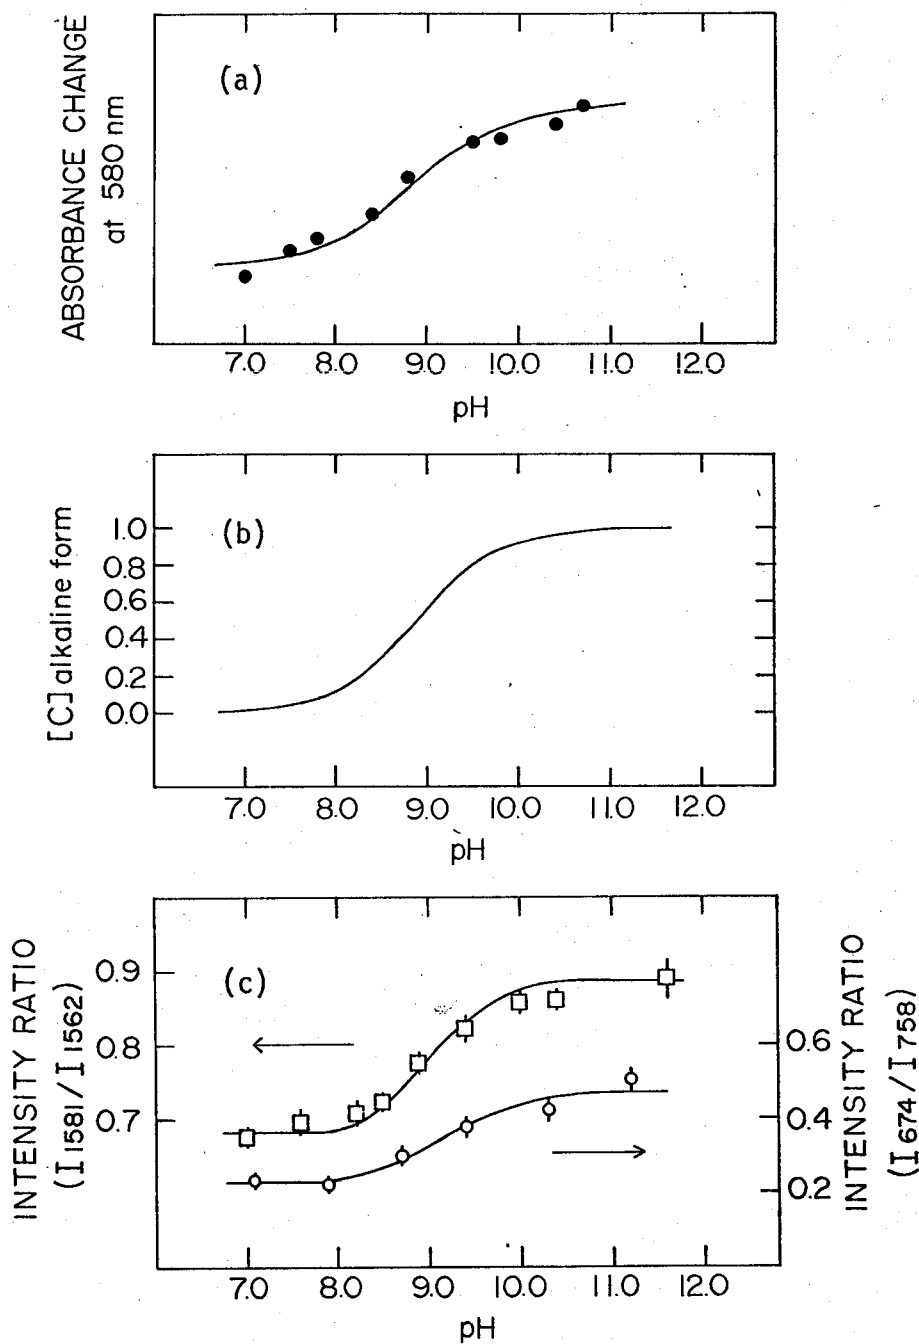 ABSORBANCE CHANGE
at 580 nm
(a)
7.0 8.0 9.0 10.0 11.0 12.0
pH
[C] alkaline form
(b)
1.0
0.8
0.6
0.4
0.2
0.0
7.0 8.0 9.0 10.0 11.0 12.0
pH
INTENSITY RATIO
(I1581/I1562)
(c)
0.9
0.8
0.7
0.6
0.4
0.2
INTENSITY RATIO
(I674/I758)
7.0 8.0 9.0 10.0 11.0 12.0
pH